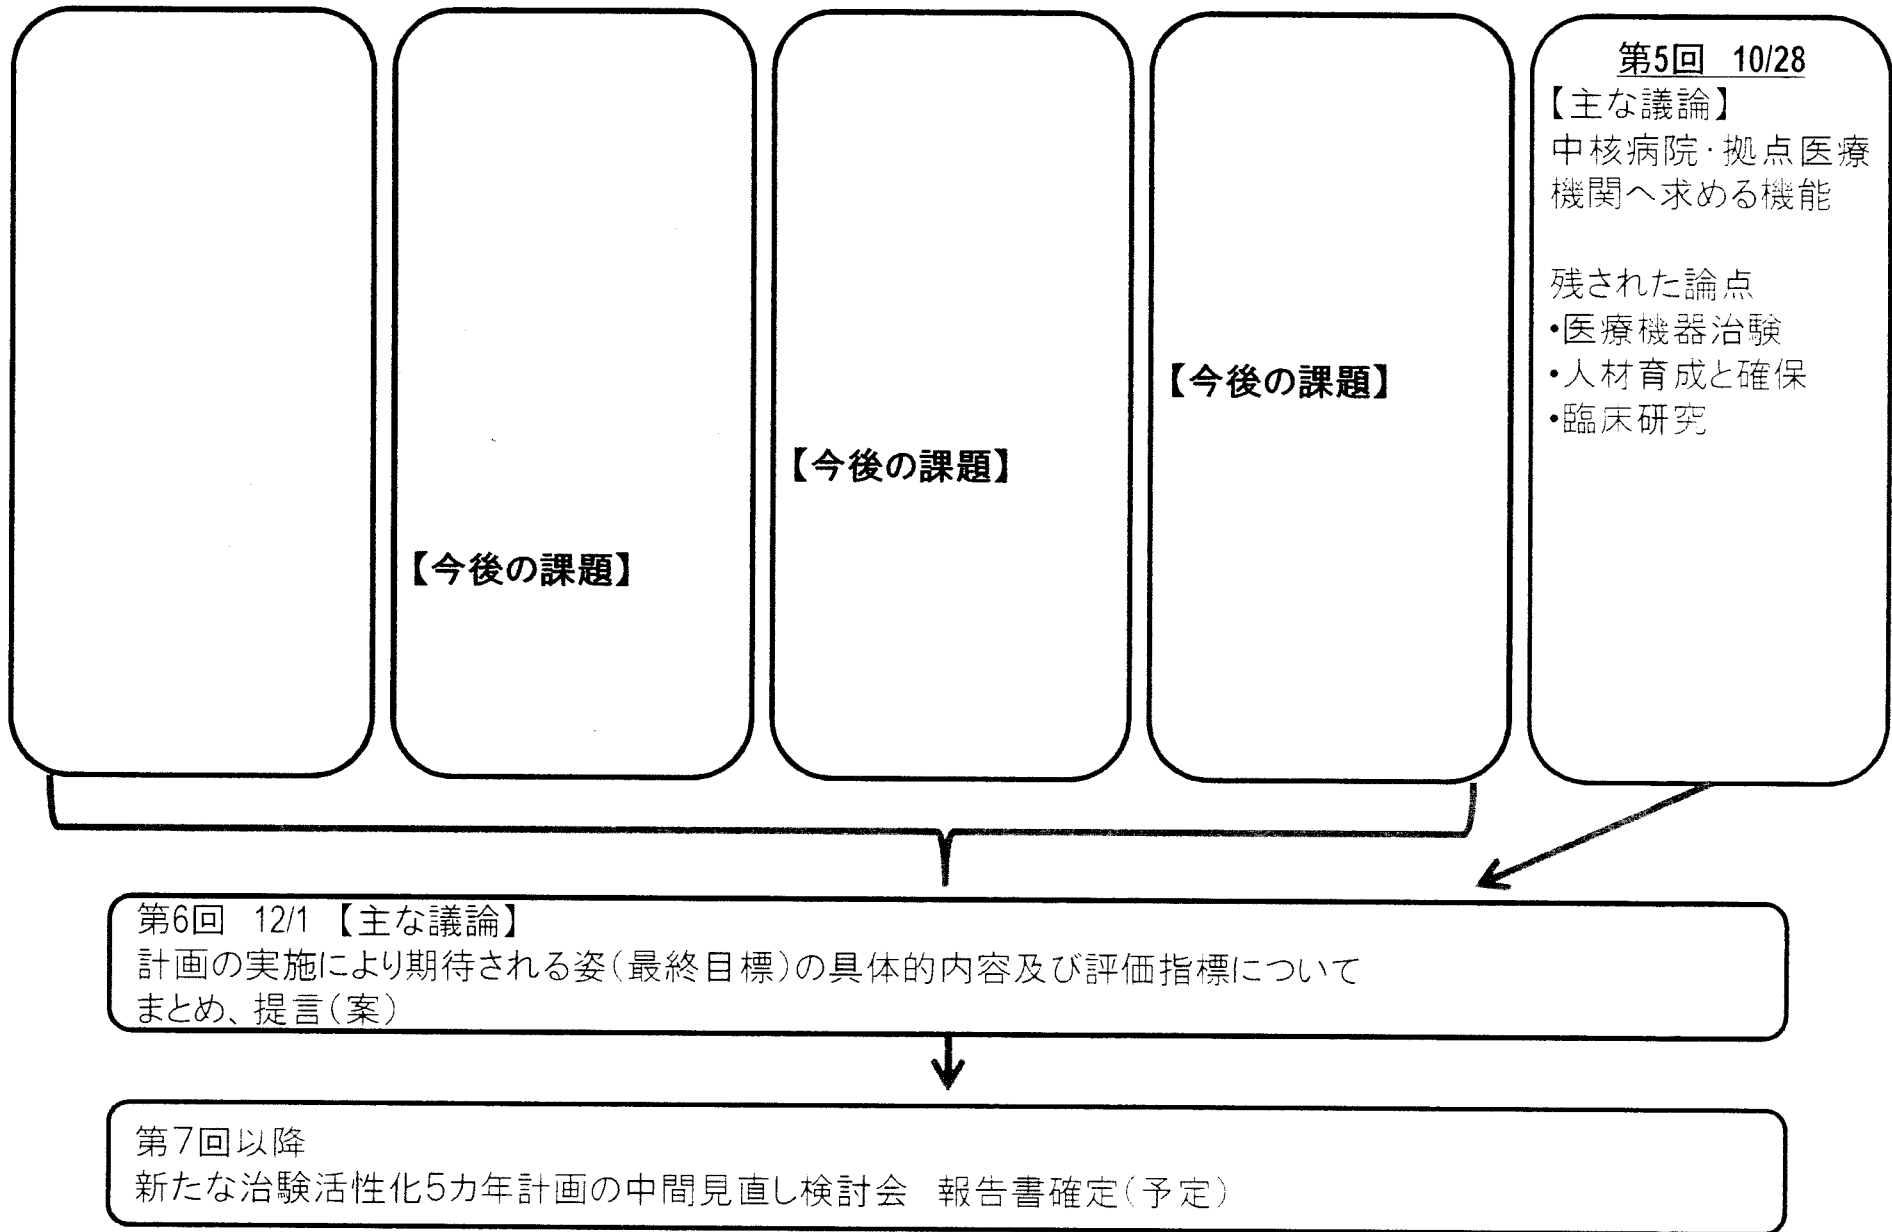 【今後の課題】
【今後の課題】
【今後の課題】
第5回 10/28
【主な議論】
中核病院・拠点医療
機関へ求める機能
残された論点
•医療機器治験
•人材育成と確保
•臨床研究
第6回 12/1 【主な議論】
計画の実施により期待される姿(最終目標)の具体的内容及び評価指標について
まとめ、提言(案)
第7回以降
新たな治験活性化5カ年計画の中間見直し検討会 報告書確定(予定)